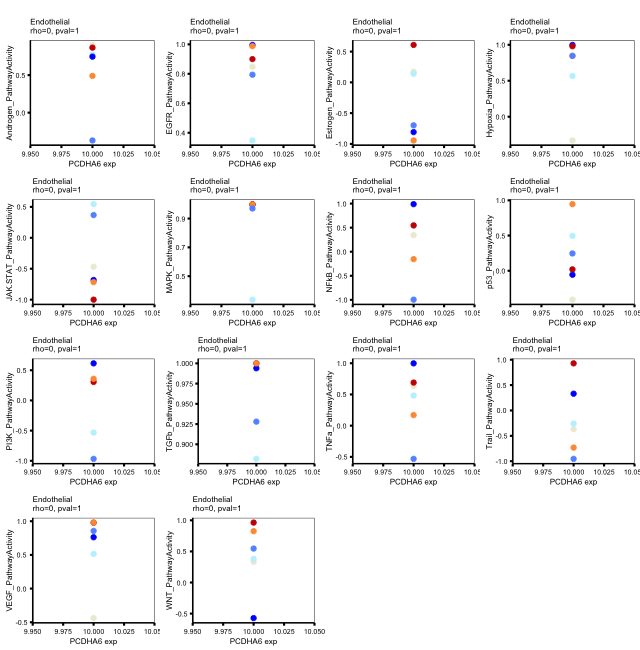 Endothelial
rho=0, pval=1
Androgen_PathwayActivity
0.5
0.0
9.950 9.975 10.000 10.025 10.05
PCDHA6 exp
Endothelial
rho=0, pval=1
EGFR_PathwayActivity
1.0
0.8
0.6
0.4
9.950 9.975 10.000 10.025 10.05
PCDHA6 exp
Endothelial
rho=0, pval=1
Estrogen_PathwayActivity
0.5
0.0
-0.5
-1.0
9.950 9.975 10.000 10.025 10.05
PCDHA6 exp
Endothelial
rho=0, pval=1
Hypoxia_PathwayActivity
1.0
0.5
0.0
9.950 9.975 10.000 10.025 10.05
PCDHA6 exp
Endothelial
rho=0, pval=1
JAK.STAT_PathwayActivity
0.5
0.0
-0.5
-1.0
9.950 9.975 10.000 10.025 10.05
PCDHA6 exp
Endothelial
rho=0, pval=1
MAPK_PathwayActivity
0.9
0.5
9.950 9.975 10.000 10.025 10.05
PCDHA6 exp
Endothelial
rho=0, pval=1
NFkB_PathwayActivity
1.0
0.5
0.0
-0.5
-1.0
9.950 9.975 10.000 10.025 10.05
PCDHA6 exp
Endothelial
rho=0, pval=1
p53_PathwayActivity
1.0
0.5
0.0
9.950 9.975 10.000 10.025 10.05
PCDHA6 exp
Endothelial
rho=0, pval=1
PI3K_PathwayActivity
0.5
0.0
-0.5
-1.0
9.950 9.975 10.000 10.025 10.05
PCDHA6 exp
Endothelial
rho=0, pval=1
TGFb_PathwayActivity
1.000
0.975
0.950
0.925
0.900
9.950 9.975 10.000 10.025 10.05
PCDHA6 exp
Endothelial
rho=0, pval=1
TNFa_PathwayActivity
1.0
0.5
0.0
-0.5
9.950 9.975 10.000 10.025 10.05
PCDHA6 exp
Endothelial
rho=0, pval=1
Trail_PathwayActivity
1.0
0.5
0.0
-0.5
-1.0
9.950 9.975 10.000 10.025 10.05
PCDHA6 exp
Endothelial
rho=0, pval=1
VEGF_PathwayActivity
1.0
0.5
0.0
-0.5
9.950 9.975 10.000 10.025 10.05
PCDHA6 exp
Endothelial
rho=0, pval=1
WNT_PathwayActivity
1.0
0.5
0.0
-0.5
9.950 9.975 10.000 10.025 10.050
PCDHA6 exp